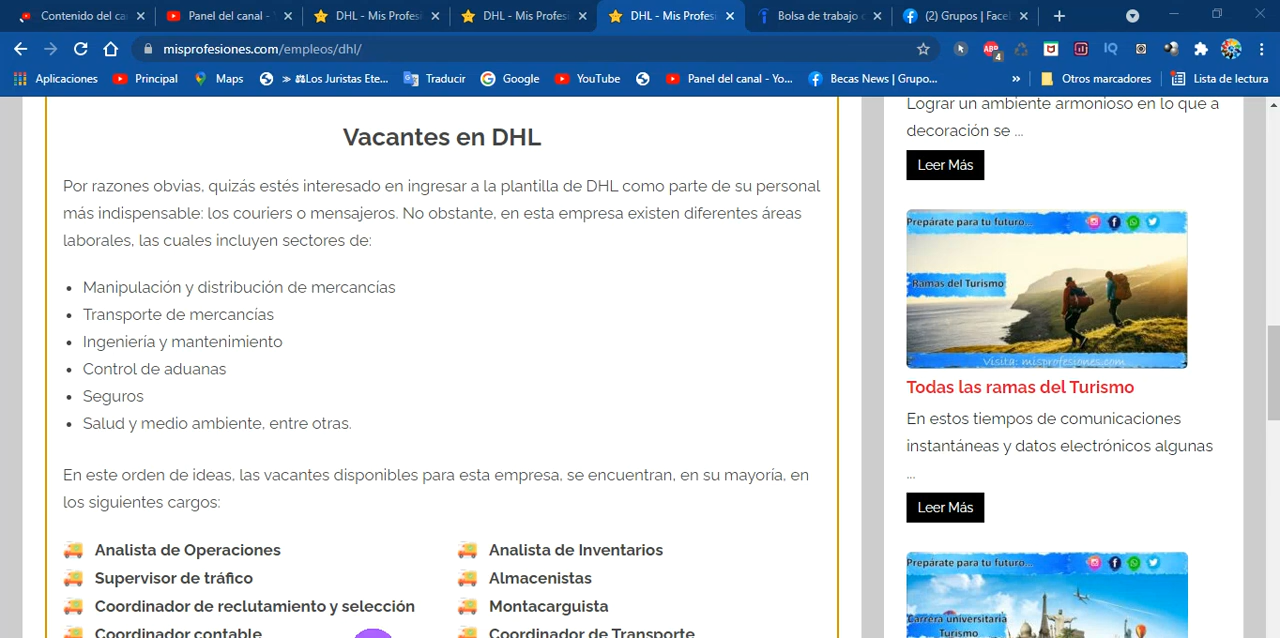 Contenido del ca
Panel del canal -
DHL - Mis Profesi
DHL - Mis Profesi
DHL - Mis Profesi
Bolsa de trabajo c
(2) Grupos | Face
misprofesiones.com/empleos/dhl/
ABP
4
IQ
Aplicaciones
Principal
Maps
» ⚖Los Juristas Ete...
Traducir
Google
YouTube
Panel del canal - Yo...
Becas News | Grupo...
»
Otros marcadores
Lista de lectura
Vacantes en DHL
Por razones obvias, quizás estés interesado en ingresar a la plantilla de DHL como parte de su personal
más indispensable: los couriers o mensajeros. No obstante, en esta empresa existen diferentes áreas
laborales, las cuales incluyen sectores de:
• Manipulación y distribución de mercancías
• Transporte de mercancías
• Ingeniería y mantenimiento
• Control de aduanas
• Seguros
• Salud y medio ambiente, entre otras.
En este orden de ideas, las vacantes disponibles para esta empresa, se encuentran, en su mayoría, en
los siguientes cargos:
Analista de Operaciones
Supervisor de tráfico
Coordinador de reclutamiento y selección
Coordinador contable
Analista de Inventarios
Almacenistas
Montacarguista
Coordinador de Transporte
Lograr un ambiente armonioso en lo que a
decoración se ...
Leer Más
Prepárate para tu futuro...
Ramas del Turismo
Visita: misprofesiones.com
Todas las ramas del Turismo
En estos tiempos de comunicaciones
instantáneas y datos electrónicos algunas
...
Leer Más
Prepárate para tu futuro...
Carrera universitaria
Turismo